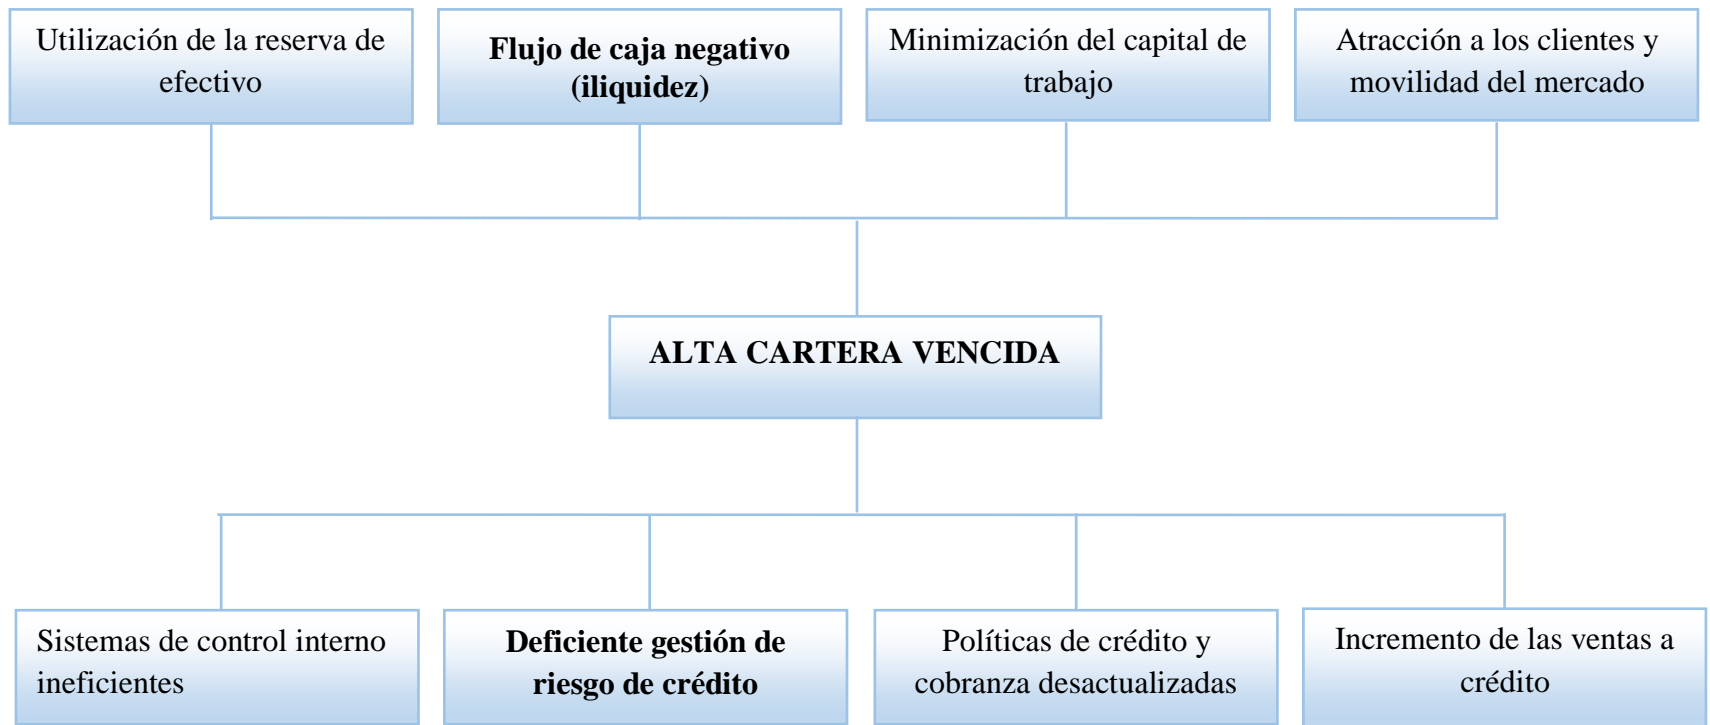 Utilización de la reserva de
efectivo
Flujo de caja negativo
(iliquidez)
Minimización del capital de
trabajo
Atracción a los clientes y
movilidad del mercado
ALTA CARTERA VENCIDA
Sistemas de control interno
ineficientes
Deficiente gestión de
riesgo de crédito
Políticas de crédito y
cobranza desactualizadas
Incremento de las ventas a
crédito